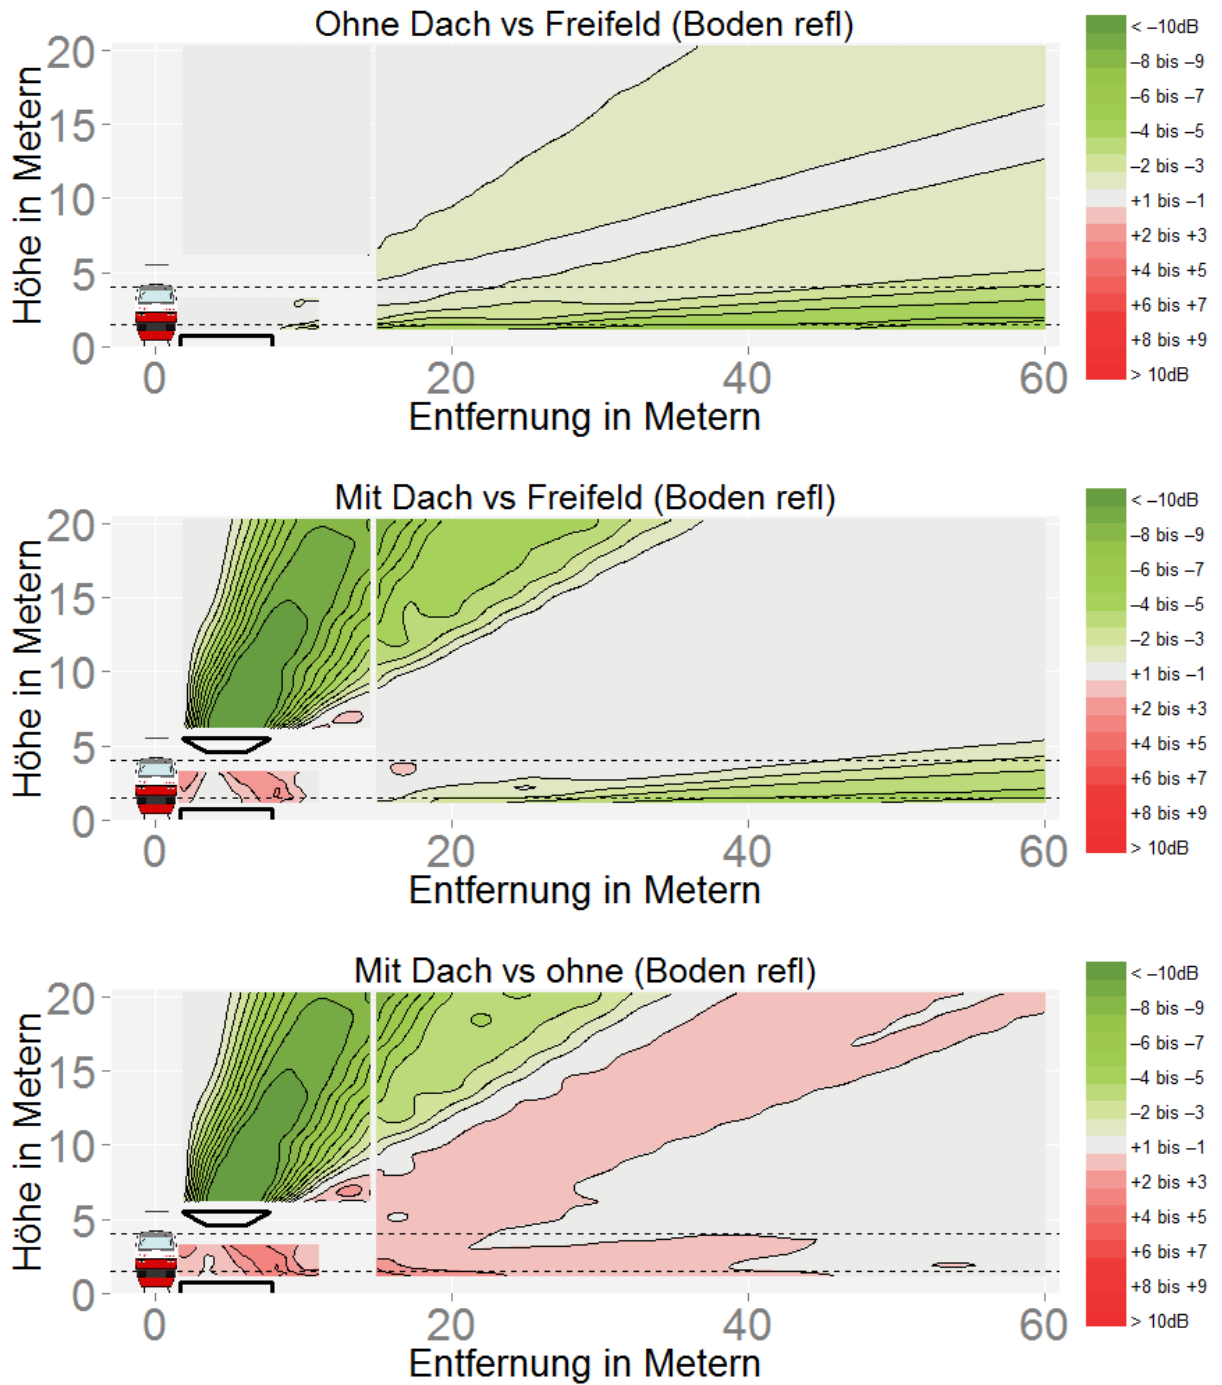 Ohne Dach vs Freifeld (Boden refl)
Höhe in Metern
20
15
10
5
0
0 20 40 60
Entfernung in Metern
< –10dB
–8 bis –9
–6 bis –7
–4 bis –5
–2 bis –3
+1 bis –1
+2 bis +3
+4 bis +5
+6 bis +7
+8 bis +9
> 10dB
Mit Dach vs Freifeld (Boden refl)
Höhe in Metern
20
15
10
5
0
0 20 40 60
Entfernung in Metern
< –10dB
–8 bis –9
–6 bis –7
–4 bis –5
–2 bis –3
+1 bis –1
+2 bis +3
+4 bis +5
+6 bis +7
+8 bis +9
> 10dB
Mit Dach vs ohne (Boden refl)
Höhe in Metern
20
15
10
5
0
0 20 40 60
Entfernung in Metern
< –10dB
–8 bis –9
–6 bis –7
–4 bis –5
–2 bis –3
+1 bis –1
+2 bis +3
+4 bis +5
+6 bis +7
+8 bis +9
> 10dB